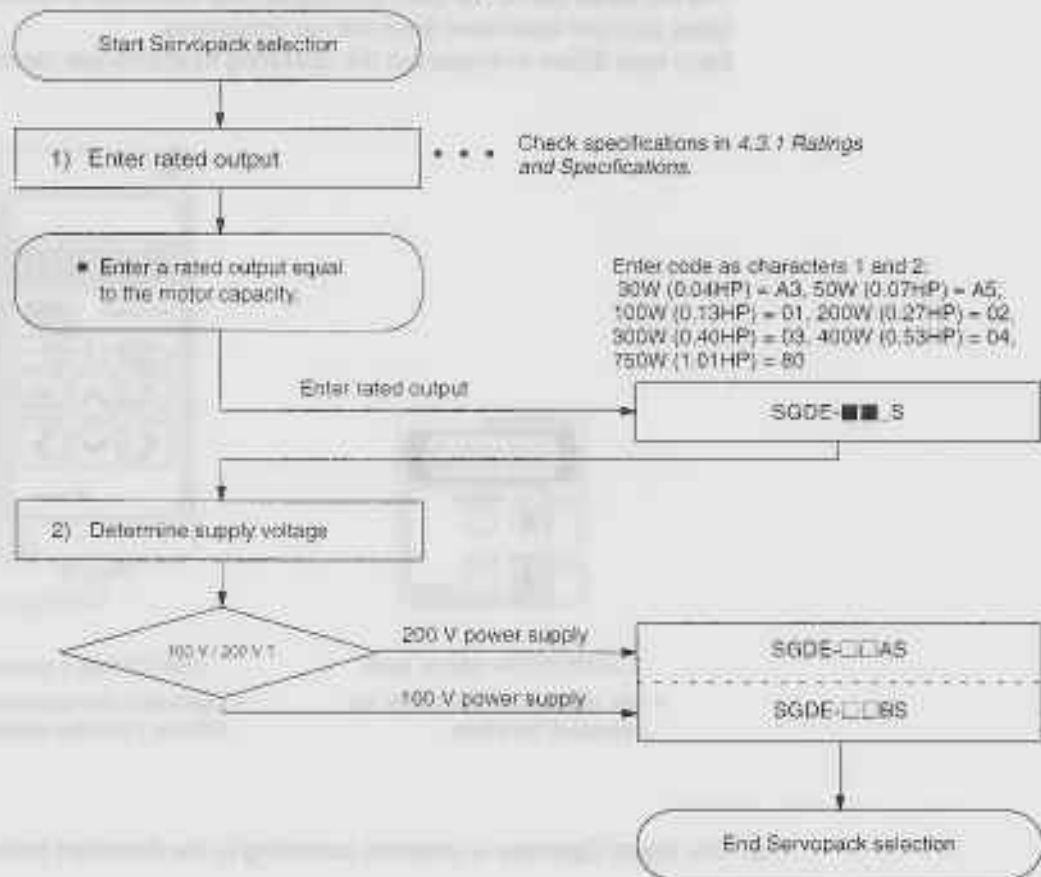 Start Servopack selection
1) Enter rated output
• • • Check specifications in 4.3.1 Ratings
and Specifications.
• Enter a rated output equal
to the motor capacity.
Enter code as characters 1 and 2:
30W (0.04HP) = A3, 50W (0.07HP) = A5,
100W (0.13HP) = 01, 200W (0.27HP) = 02,
300W (0.40HP) = 03, 400W (0.53HP) = 04,
750W (1.01HP) = 80
Enter rated output
SGDE-■■_S
2) Determine supply voltage
100 V / 200 V ?
200 V power supply
SGDE-□□AS
100 V power supply
SGDE-□□BS
End Servopack selection